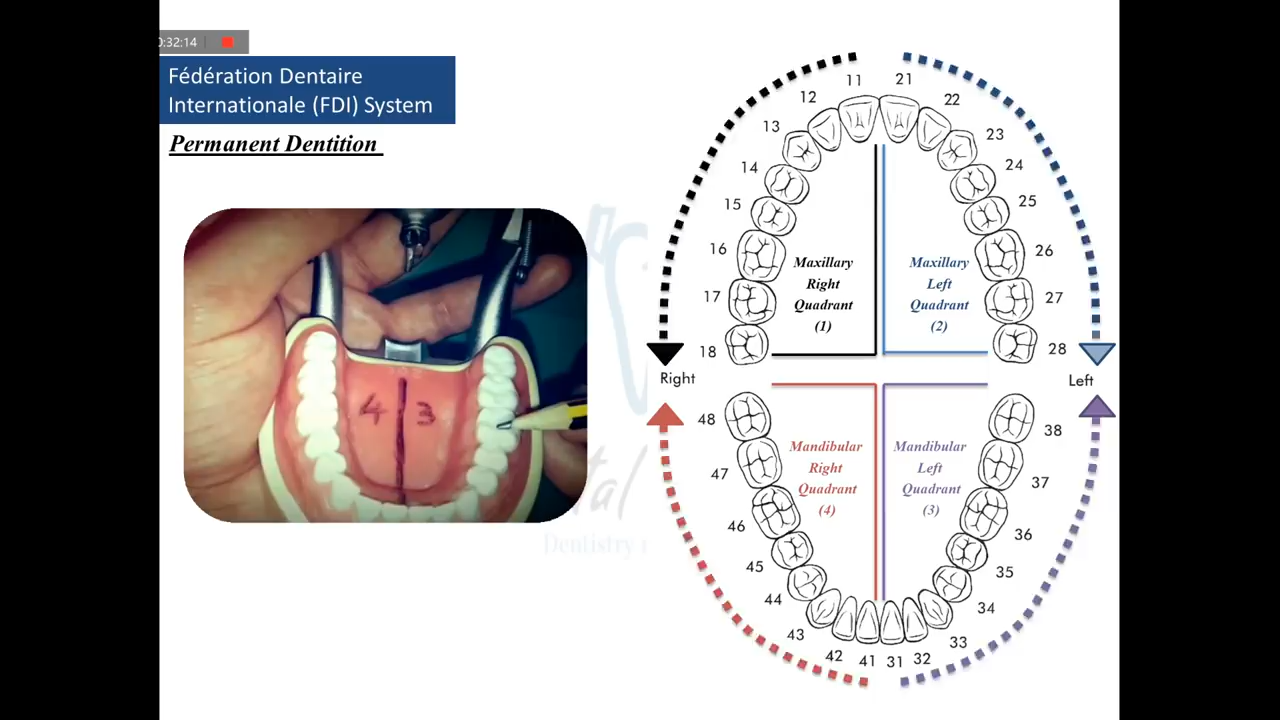 0:32:14
Fédération Dentaire
Internationale (FDI) System
Permanent Dentition
11 21
12 22
13 23
14 24
15 25
16 26
17 27
18 28
Maxillary
Right
Quadrant
(1)
Maxillary
Left
Quadrant
(2)
Right
Left
48 38
47 37
46 36
45 35
44 34
43 33
42 41 31 32
Mandibular
Right
Quadrant
(4)
Mandibular
Left
Quadrant
(3)
4 3
tal
Dentistry